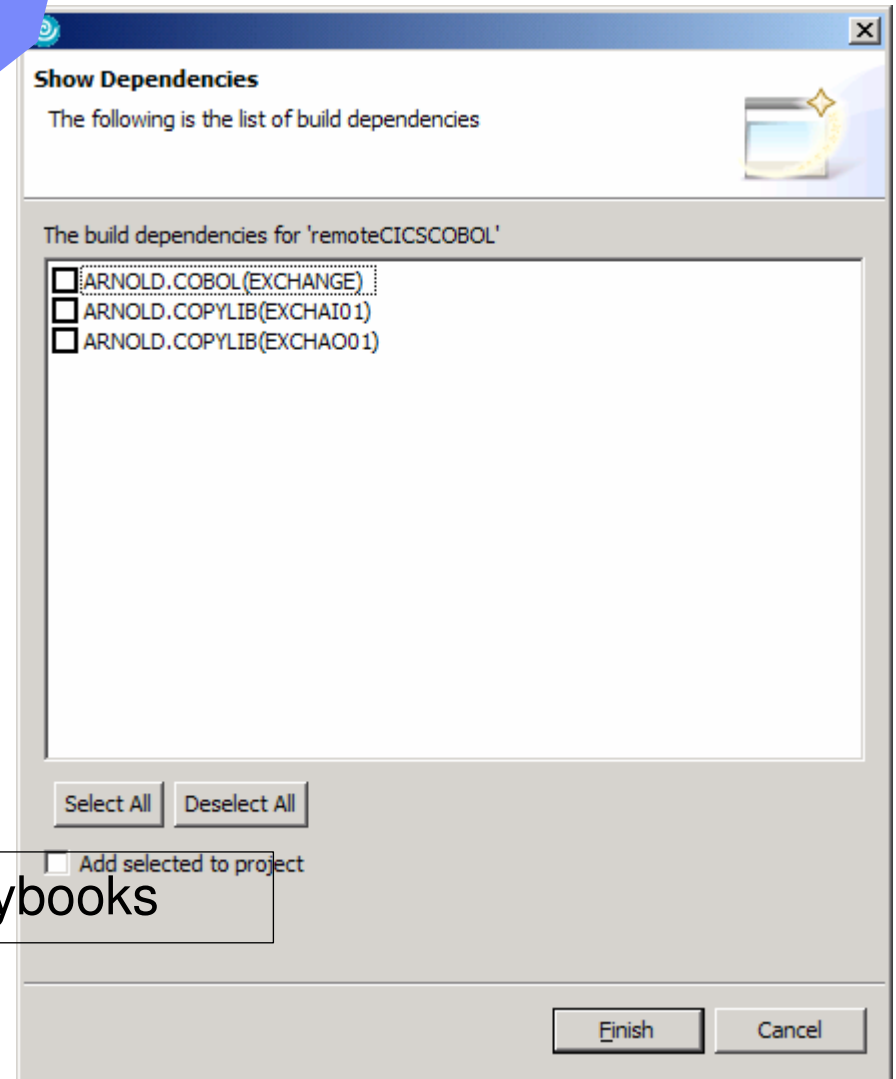 Show Dependencies
The following is the list of build dependencies
The build dependencies for 'remoteCICSCOBOL'
ARNOLD.COBOL(EXCHANGE)
ARNOLD.COPYLIB(EXCHAI01)
ARNOLD.COPYLIB(EXCHAO01)
Select All Deselect All
Add selected to project
ybooks
Finish Cancel